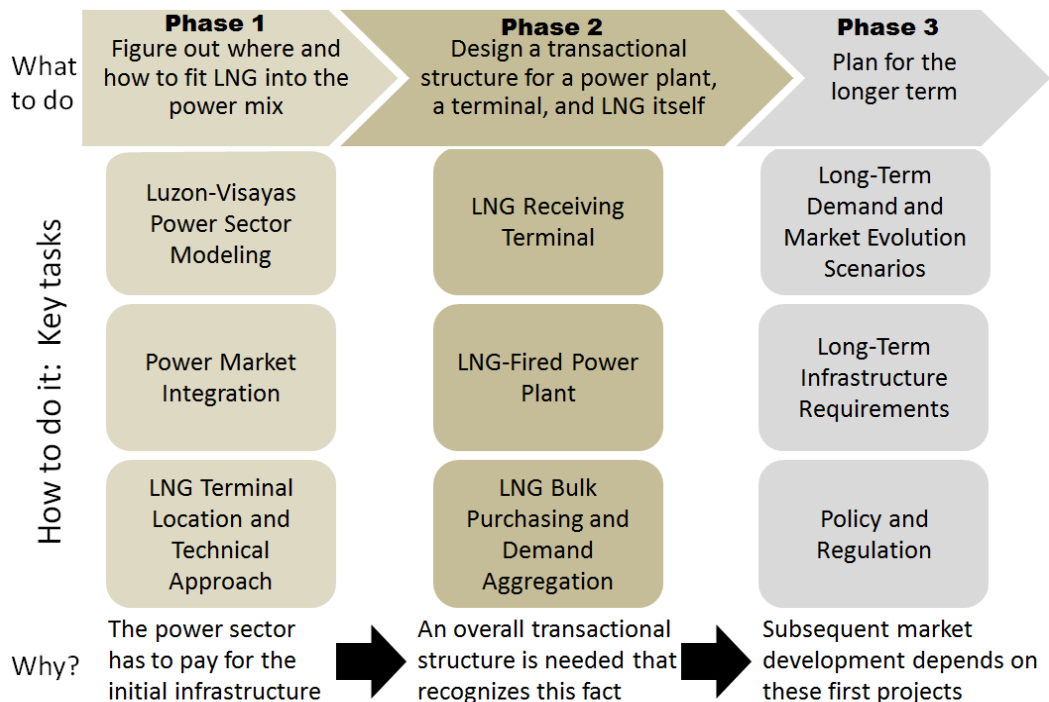 Phase 1
Figure out where and
how to fit LNG into the
power mix
Phase 2
Design a transactional
structure for a power plant,
a terminal, and LNG itself
Phase 3
Plan for the
longer term
What
to do
How to do it:  Key tasks
Luzon-Visayas
Power Sector
Modeling
LNG Receiving
Terminal
Long-Term
Demand and
Market Evolution
Scenarios
Power Market
Integration
LNG-Fired Power
Plant
Long-Term
Infrastructure
Requirements
LNG Terminal
Location and
Technical
Approach
LNG Bulk
Purchasing and
Demand
Aggregation
Policy and
Regulation
Why?
The power sector
has to pay for the
initial infrastructure
An overall transactional
structure is needed that
recognizes this fact
Subsequent market
development depends on
these first projects